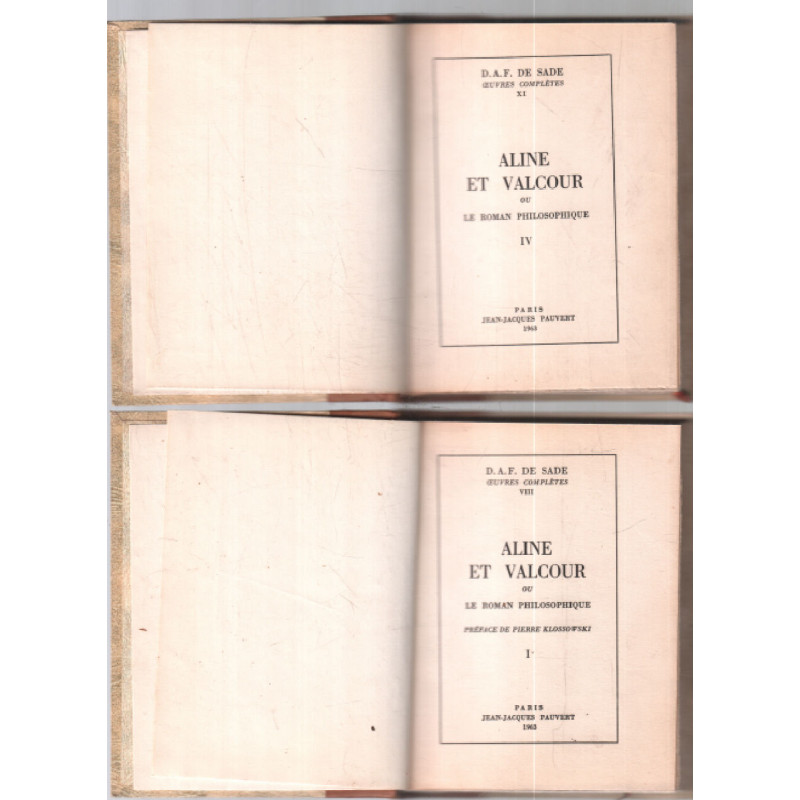 D.A.F. DE SADE
ŒUVRES COMPLÈTES
XI
ALINE
ET VALCOUR
OU
LE ROMAN PHILOSOPHIQUE
IV
PARIS
JEAN-JACQUES PAUVERT
1963
D.A.F. DE SADE
ŒUVRES COMPLÈTES
VIII
ALINE
ET VALCOUR
OU
LE ROMAN PHILOSOPHIQUE
PRÉFACE DE PIERRE KLOSSOWSKI
I
PARIS
JEAN-JACQUES PAUVERT
1963